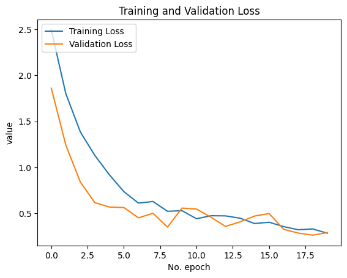 Training and Validation Loss
Training Loss
Validation Loss
value
2.5
2.0
1.5
1.0
0.5
0.0 2.5 5.0 7.5 10.0 12.5 15.0 17.5
No. epoch